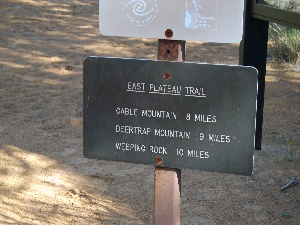 EAST PLATEAU TRAIL
CABLE MOUNTAIN 8 MILES
DEERTRAP MOUNTAIN 9 MILES
WEEPING ROCK 10 MILES